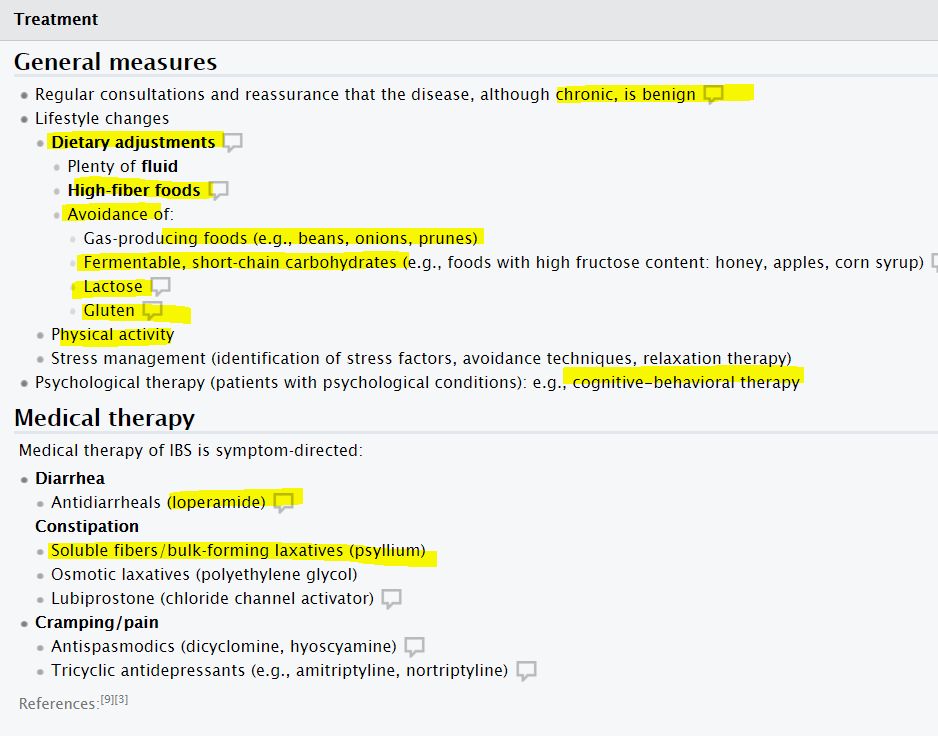 Treatment
General measures
Regular consultations and reassurance that the disease, although chronic, is benign
Lifestyle changes
Dietary adjustments
Plenty of fluid
High-fiber foods
Avoidance of:
Gas-producing foods (e.g., beans, onions, prunes)
Fermentable, short-chain carbohydrates (e.g., foods with high fructose content: honey, apples, corn syrup)
Lactose
Gluten
Physical activity
Stress management (identification of stress factors, avoidance techniques, relaxation therapy)
Psychological therapy (patients with psychological conditions): e.g., cognitive-behavioral therapy
Medical therapy
Medical therapy of IBS is symptom-directed:
Diarrhea
Antidiarrheals (loperamide)
Constipation
Soluble fibers/bulk-forming laxatives (psyllium)
Osmotic laxatives (polyethylene glycol)
Lubiprostone (chloride channel activator)
Cramping/pain
Antispasmodics (dicyclomine, hyoscyamine)
Tricyclic antidepressants (e.g., amitriptyline, nortriptyline)
References:[9][3]